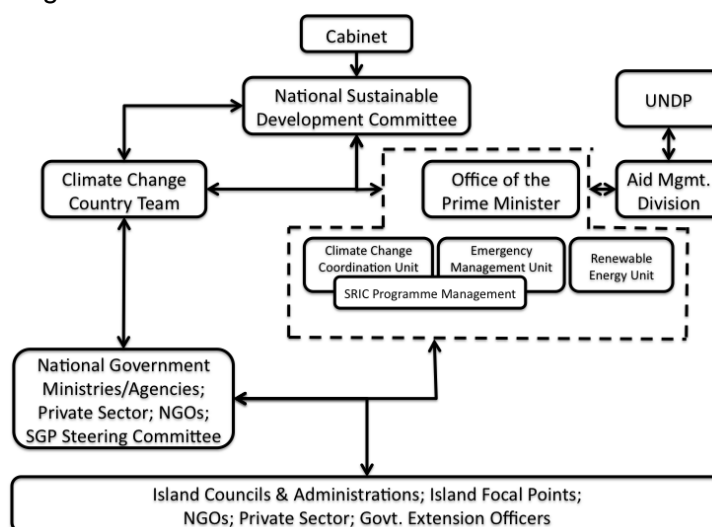 Cabinet
National Sustainable
Development Committee
UNDP
Climate Change
Country Team
Office of the
Prime Minister
Aid Mgmt.
Division
Climate Change
Coordination Unit
Emergency
Management Unit
Renewable
Energy Unit
SRIC Programme Management
National Government
Ministries/Agencies;
Private Sector; NGOs;
SGP Steering Committee
Island Councils & Administrations; Island Focal Points;
NGOs; Private Sector; Govt. Extension Officers